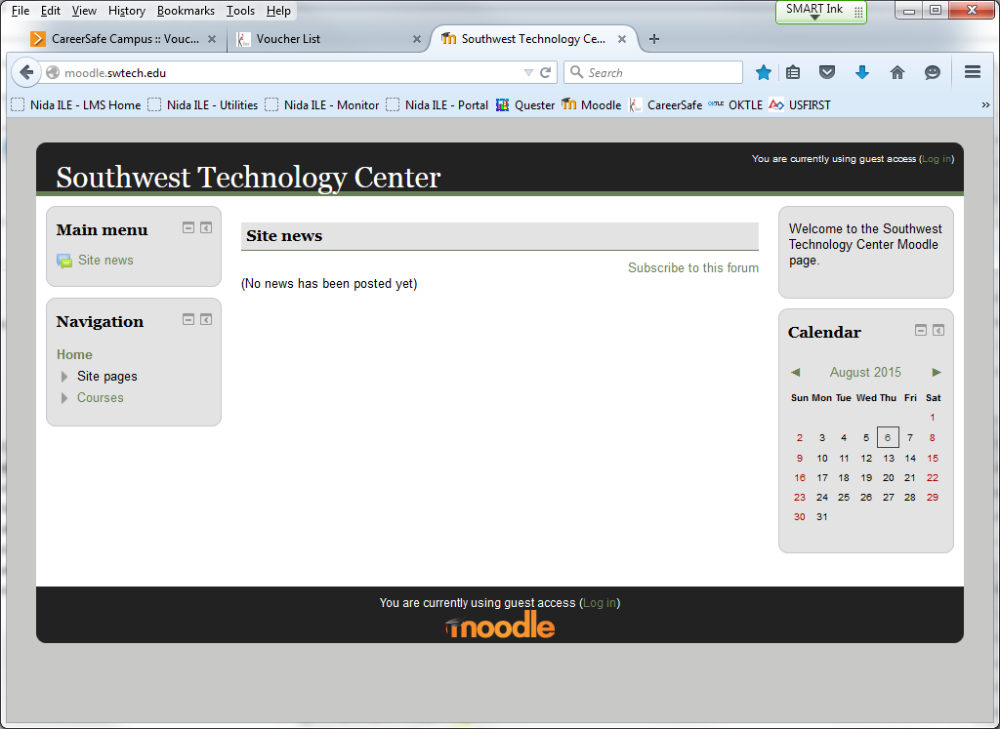 File Edit View History Bookmarks Tools Help
SMART Ink
CareerSafe Campus :: Vouc...
Voucher List
Southwest Technology Ce...
moodle.swtech.edu
Search
Nida ILE - LMS Home
Nida ILE - Utilities
Nida ILE - Monitor
Nida ILE - Portal
Quester
Moodle
CareerSafe
OKTLE OKTLE
USFIRST
Southwest Technology Center
You are currently using guest access (Log in)
Main menu
Site news
Navigation
Home
Site pages
Courses
Site news
Subscribe to this forum
(No news has been posted yet)
Welcome to the Southwest
Technology Center Moodle
page.
Calendar
◄ August 2015 ►
Sun Mon Tue Wed Thu Fri Sat
1
2 3 4 5 6 7 8
9 10 11 12 13 14 15
16 17 18 19 20 21 22
23 24 25 26 27 28 29
30 31
You are currently using guest access (Log in)
moodle